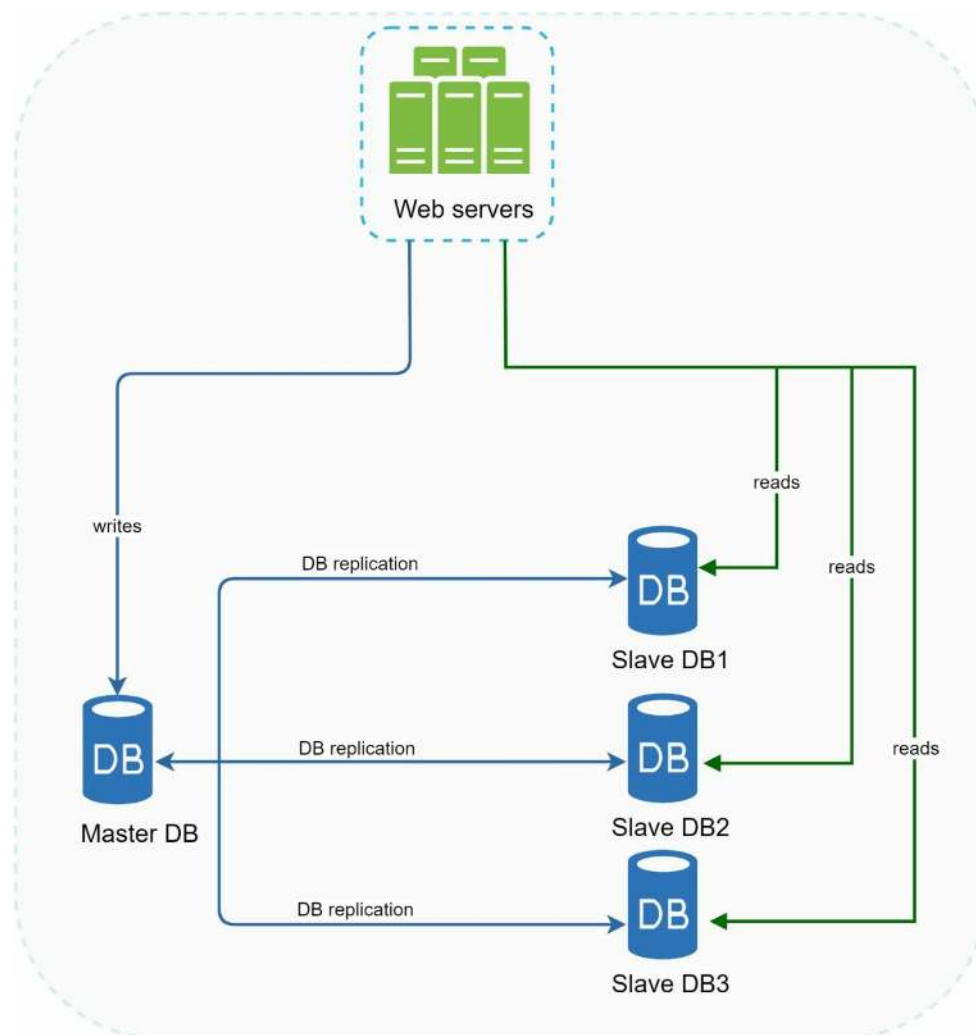 Web servers
reads
writes
DB replication
DB
reads
Slave DB1
DB
DB replication
DB
reads
Master DB
Slave DB2
DB replication
DB
Slave DB3